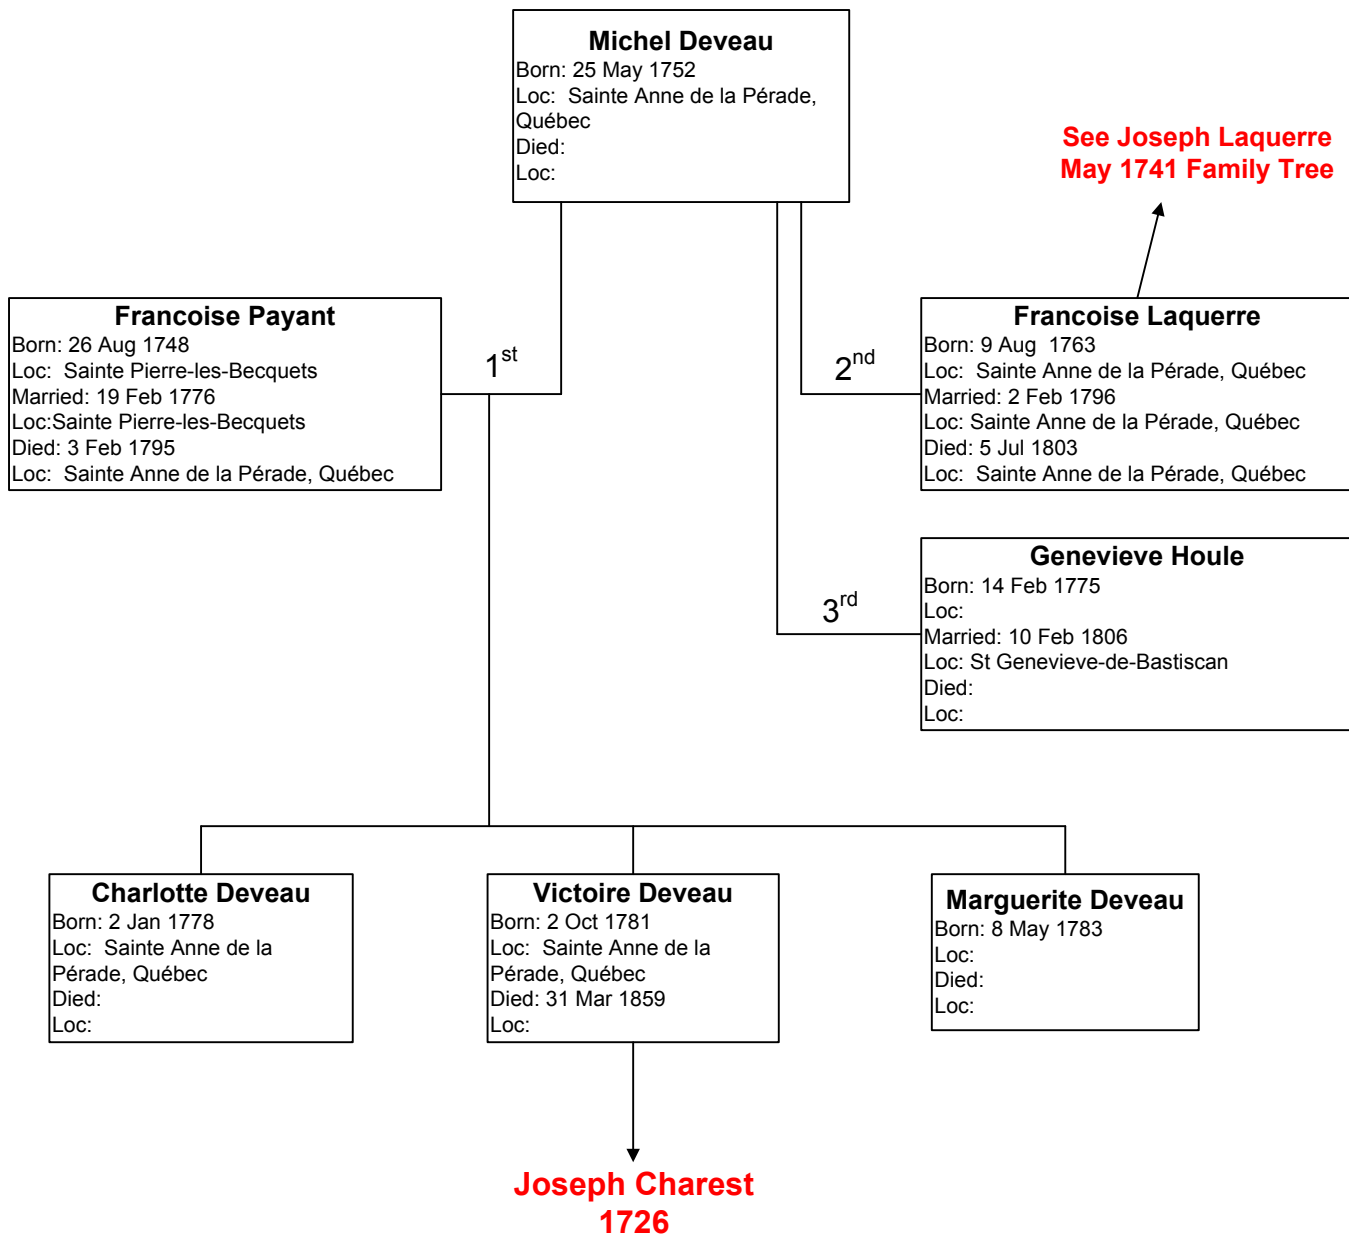 Michel Deveau
Born: 25 May 1752
Loc:  Sainte Anne de la Pérade,
Québec
Died:
Loc:
See Joseph Laquerre
May 1741 Family Tree
Francoise Payant
Born: 26 Aug 1748
Loc:  Sainte Pierre-les-Becquets
Married: 19 Feb 1776
Loc:Sainte Pierre-les-Becquets
Died: 3 Feb 1795
Loc:  Sainte Anne de la Pérade, Québec
1st
2nd
Francoise Laquerre
Born: 9 Aug  1763
Loc:  Sainte Anne de la Pérade, Québec
Married: 2 Feb 1796
Loc: Sainte Anne de la Pérade, Québec
Died: 5 Jul 1803
Loc:  Sainte Anne de la Pérade, Québec
3rd
Genevieve Houle
Born: 14 Feb 1775
Loc:
Married: 10 Feb 1806
Loc: St Genevieve-de-Bastiscan
Died:
Loc:
Charlotte Deveau
Born: 2 Jan 1778
Loc:  Sainte Anne de la
Pérade, Québec
Died:
Loc:
Victoire Deveau
Born: 2 Oct 1781
Loc:  Sainte Anne de la
Pérade, Québec
Died: 31 Mar 1859
Loc:
Marguerite Deveau
Born: 8 May 1783
Loc:
Died:
Loc:
Joseph Charest
1726